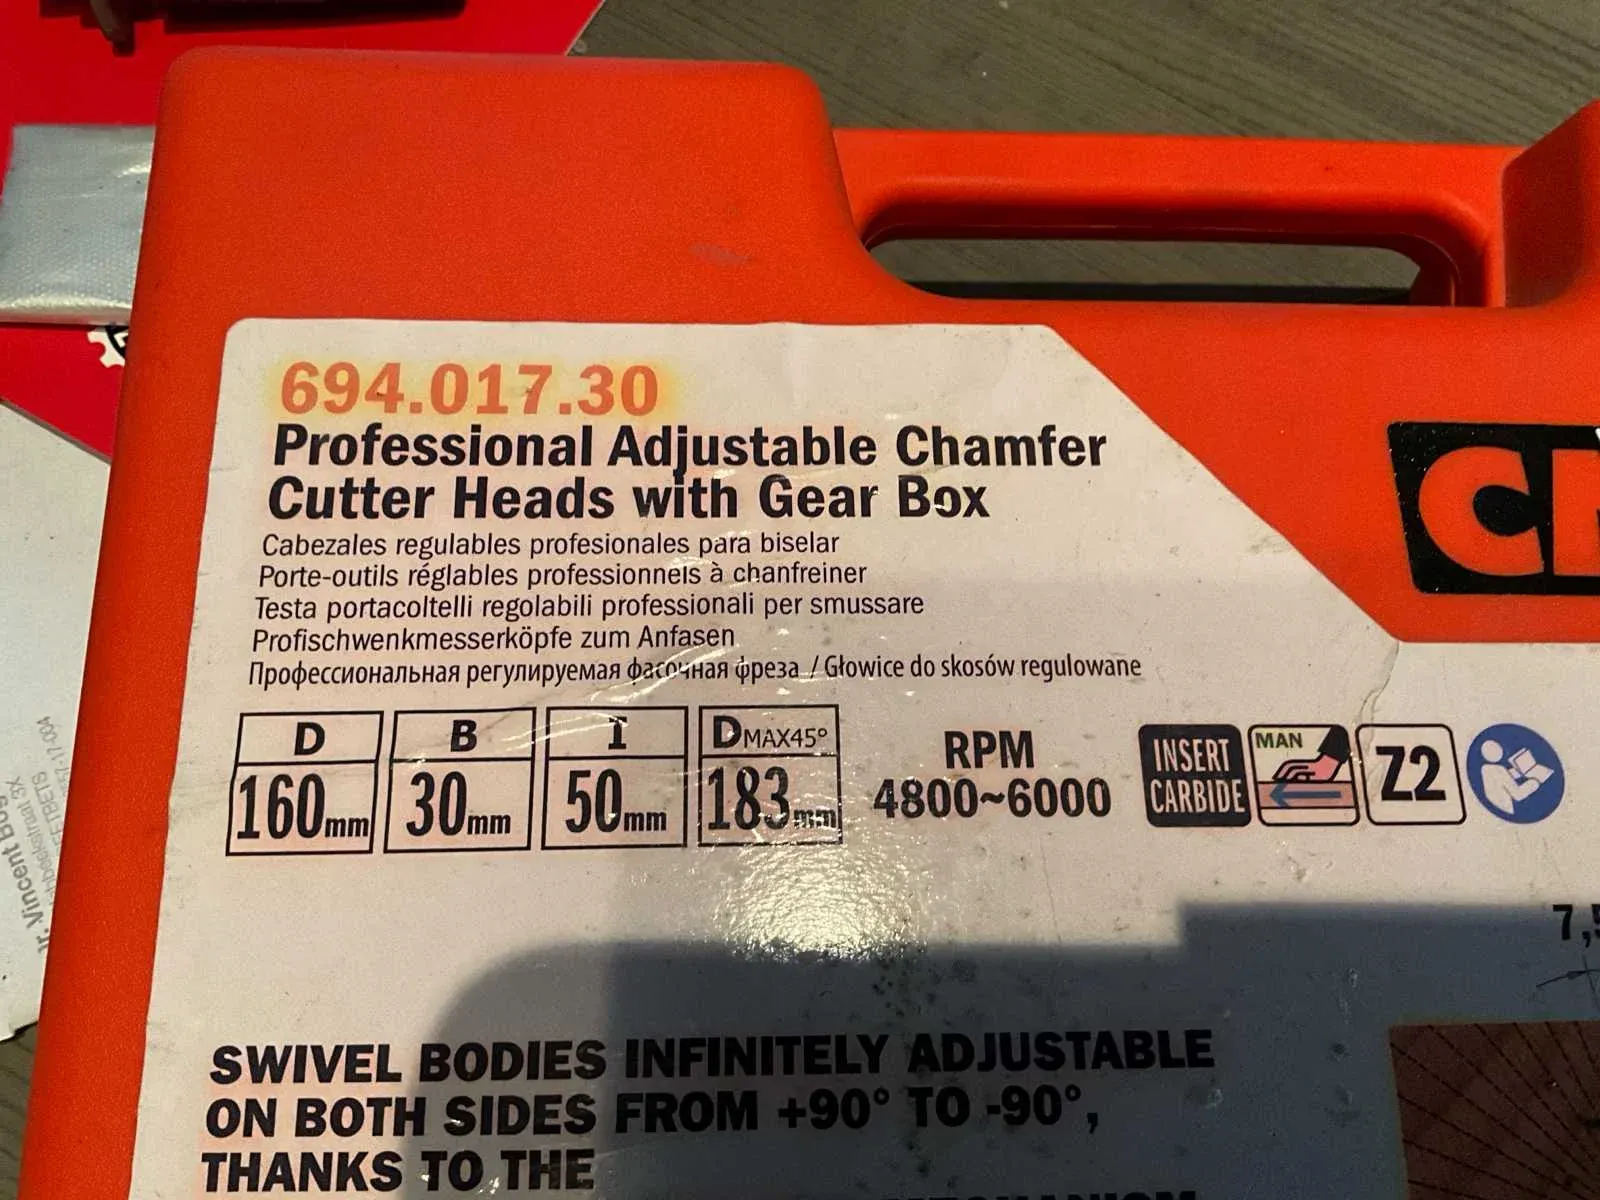 694.017.30
Professional Adjustable Chamfer
Cutter Heads with Gear Box
Cabezales regulables profesionales para biselar
Porte-outils réglables professionnels à chanfreiner
Testa portacoltelli regolabili professionali per smussare
Profischwenkmesserköpfe zum Anfasen
Профессиональная регулируемая фасочная фреза / Głowice do skosów regulowane
D B T DMAX45°
160mm 30mm 50mm 183mm
RPM
4800~6000
INSERT
CARBIDE
MAN
Z2
SWIVEL BODIES INFINITELY ADJUSTABLE
ON BOTH SIDES FROM +90° TO -90°,
THANKS TO THE
Jr. Vincent